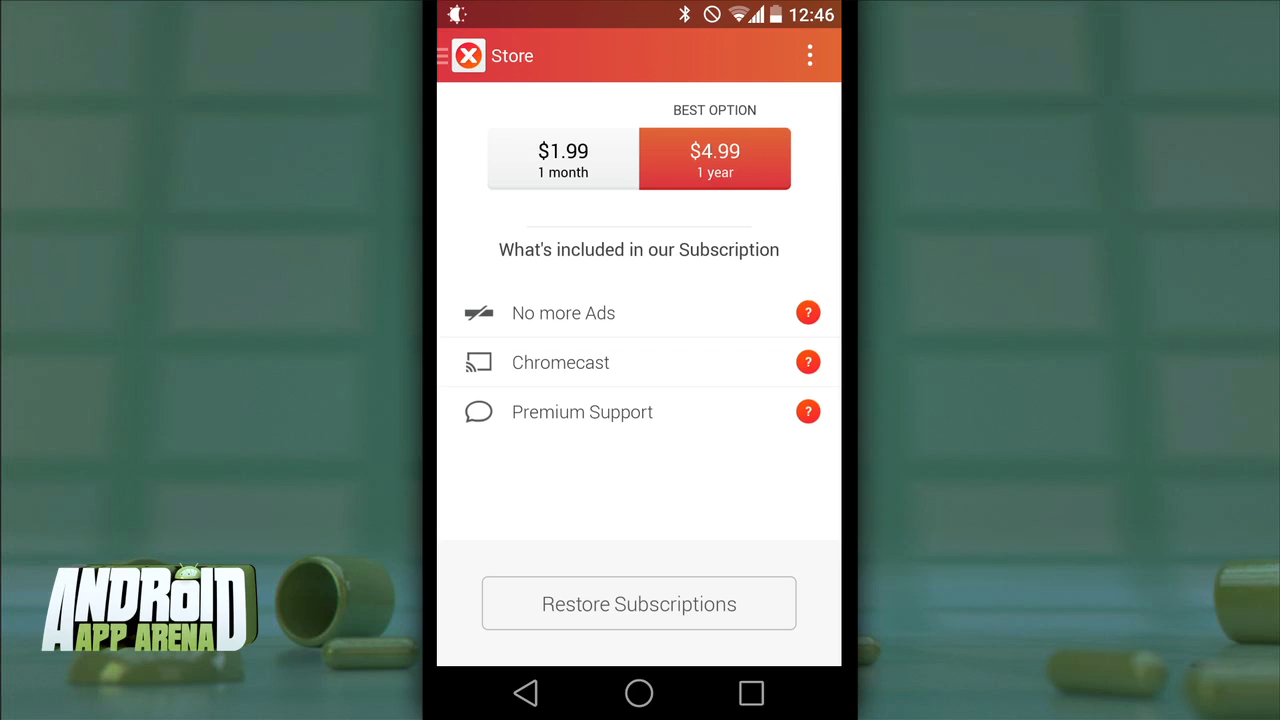 12:46
Store
BEST OPTION
$1.99
1 month
$4.99
1 year
What's included in our Subscription
No more Ads
?
Chromecast
?
Premium Support
?
Restore Subscriptions
ANDROID
APP ARENA